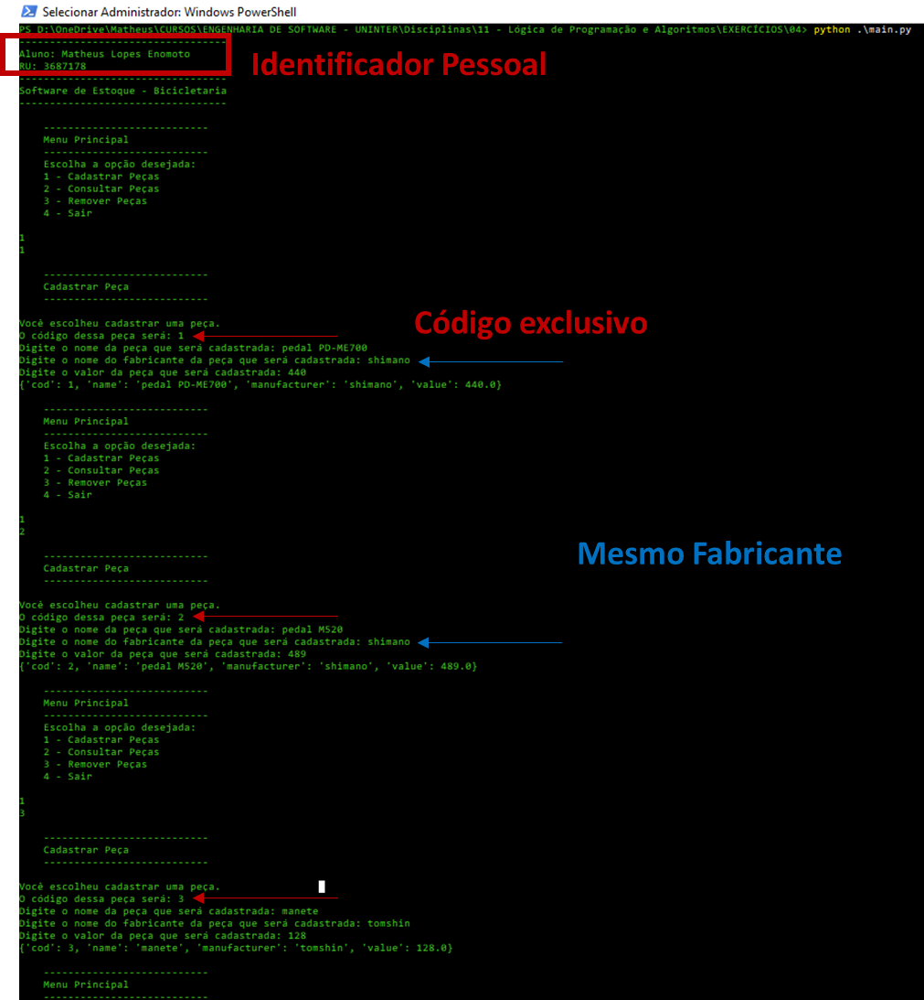 Selecionar Administrador: Windows PowerShell
PS D:\OneDrive\Matheus\CURSOS\ENGENHARIA DE SOFTWARE - UNINTER\Disciplinas\11 - Lógica de Programação e Algoritmos\EXERCÍCIOS\04> python .\main.py
----------------------------------
Aluno: Matheus Lopes Enomoto
RU: 3687178
Identificador Pessoal
----------------------------------
Software de Estoque - Bicicletaria
----------------------------------
---------------------------
Menu Principal
---------------------------
Escolha a opção desejada:
1 - Cadastrar Peças
2 - Consultar Peças
3 - Remover Peças
4 - Sair
1
1
---------------------------
Cadastrar Peça
---------------------------
Código exclusivo
Você escolheu cadastrar uma peça.
O código dessa peça será: 1
Digite o nome da peça que será cadastrada: pedal PD-ME700
Digite o nome do fabricante da peça que será cadastrada: shimano
Digite o valor da peça que será cadastrada: 440
{'cod': 1, 'name': 'pedal PD-ME700', 'manufacturer': 'shimano', 'value': 440.0}
---------------------------
Menu Principal
---------------------------
Escolha a opção desejada:
1 - Cadastrar Peças
2 - Consultar Peças
3 - Remover Peças
4 - Sair
1
2
---------------------------
Mesmo Fabricante
Cadastrar Peça
---------------------------
Você escolheu cadastrar uma peça.
O código dessa peça será: 2
Digite o nome da peça que será cadastrada: pedal M520
Digite o nome do fabricante da peça que será cadastrada: shimano
Digite o valor da peça que será cadastrada: 489
{'cod': 2, 'name': 'pedal M520', 'manufacturer': 'shimano', 'value': 489.0}
---------------------------
Menu Principal
---------------------------
Escolha a opção desejada:
1 - Cadastrar Peças
2 - Consultar Peças
3 - Remover Peças
4 - Sair
1
3
---------------------------
Cadastrar Peça
---------------------------
Você escolheu cadastrar uma peça.
O código dessa peça será: 3
Digite o nome da peça que será cadastrada: manete
Digite o nome do fabricante da peça que será cadastrada: tomshin
Digite o valor da peça que será cadastrada: 128
{'cod': 3, 'name': 'manete', 'manufacturer': 'tomshin', 'value': 128.0}
---------------------------
Menu Principal
---------------------------